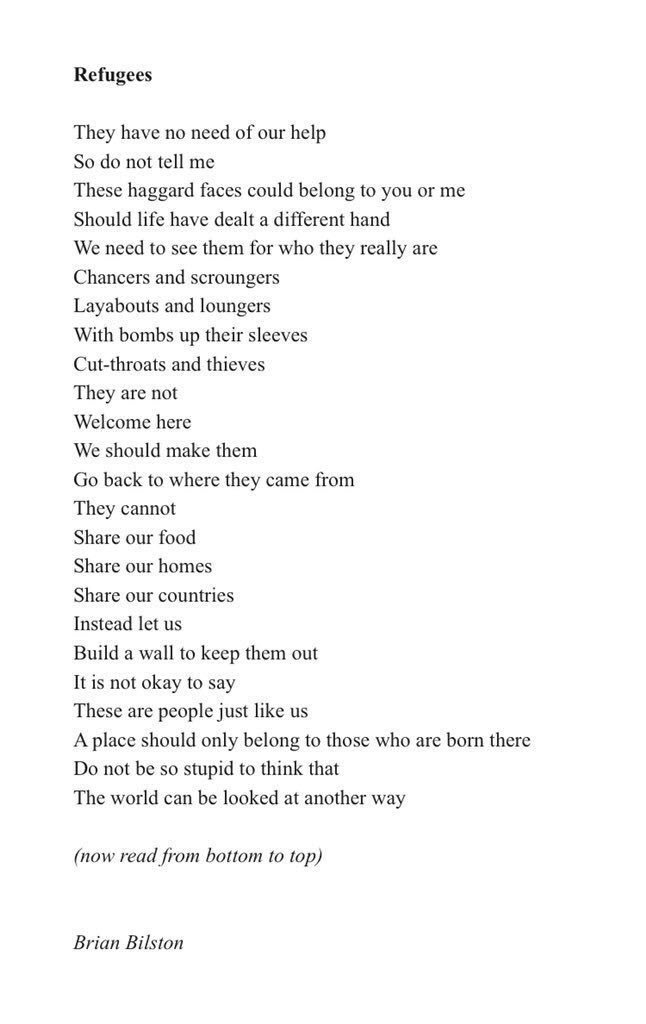 Refugees
They have no need of our help
So do not tell me
These haggard faces could belong to you or me
Should life have dealt a different hand
We need to see them for who they really are
Chancers and scroungers
Layabouts and loungers
With bombs up their sleeves
Cut-throats and thieves
They are not
Welcome here
We should make them
Go back to where they came from
They cannot
Share our food
Share our homes
Share our countries
Instead let us
Build a wall to keep them out
It is not okay to say
These are people just like us
A place should only belong to those who are born there
Do not be so stupid to think that
The world can be looked at another way
(now read from bottom to top)
Brian Bilston